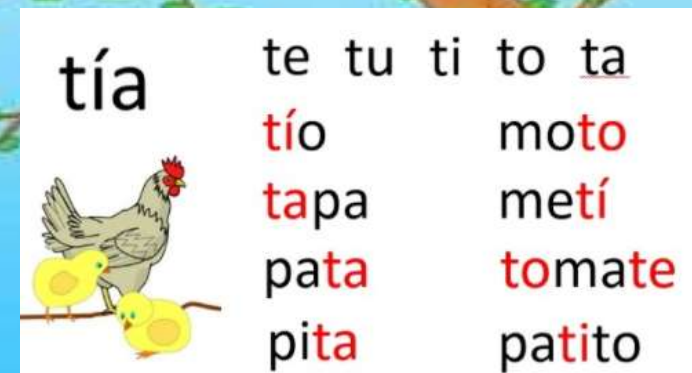 tía
te tu ti to ta
tío moto
tapa metí
pata tomate
pita patito